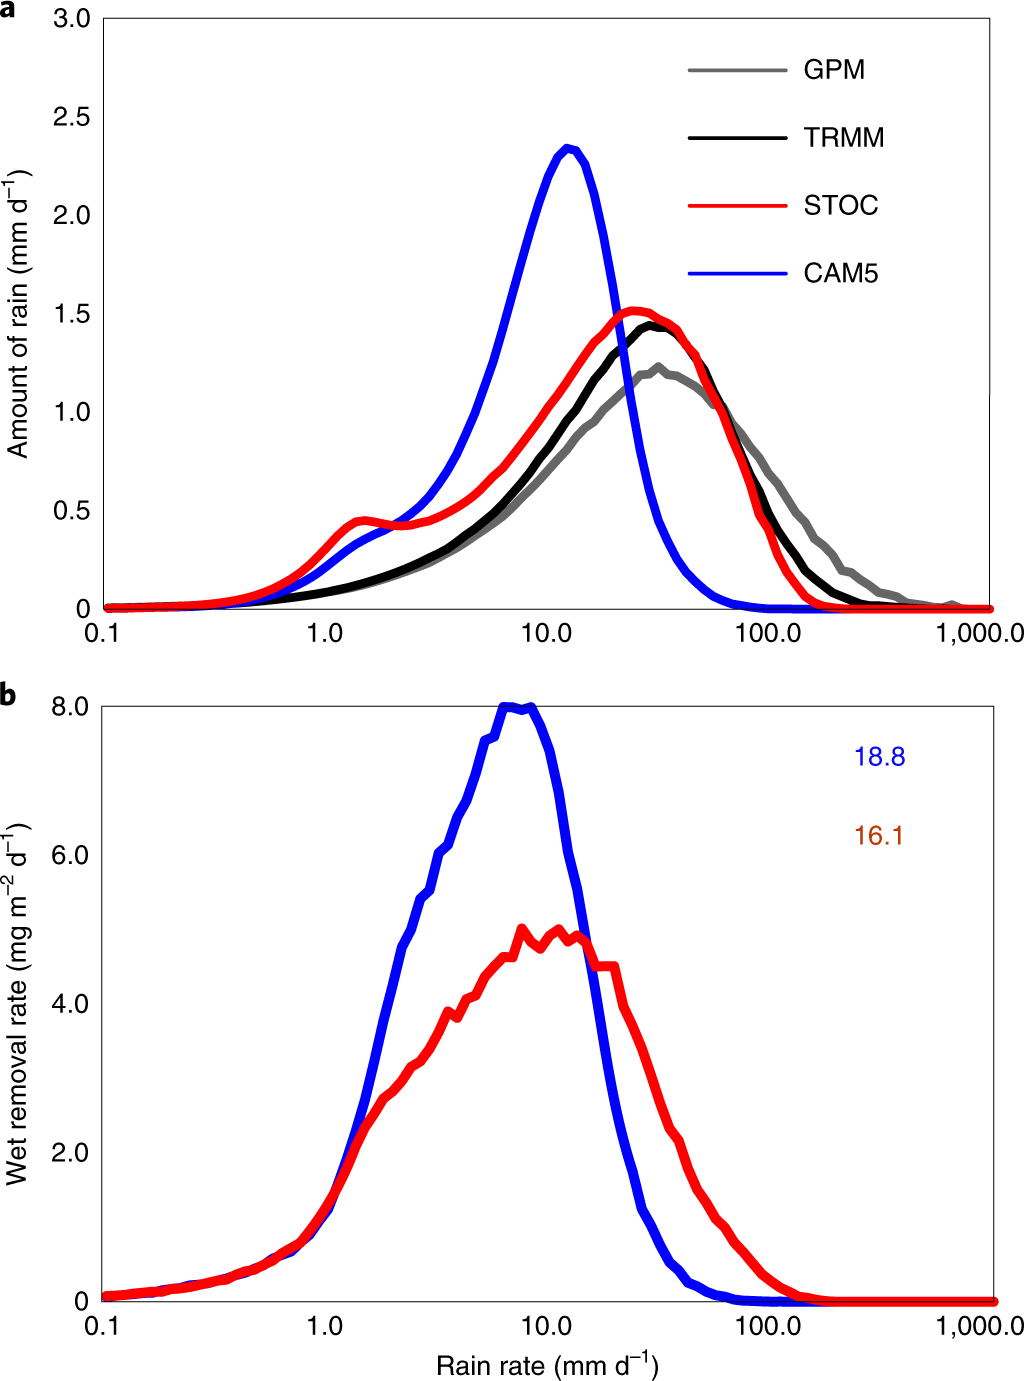 a
3.0
2.5
2.0
1.5
1.0
0.5
0
Amount of rain (mm d⁻¹)
GPM
TRMM
STOC
CAM5
0.1 1.0 10.0 100.0 1,000.0
b
8.0
6.0
4.0
2.0
0
Wet removal rate (mg m⁻² d⁻¹)
18.8
16.1
0.1 1.0 10.0 100.0 1,000.0
Rain rate (mm d⁻¹)